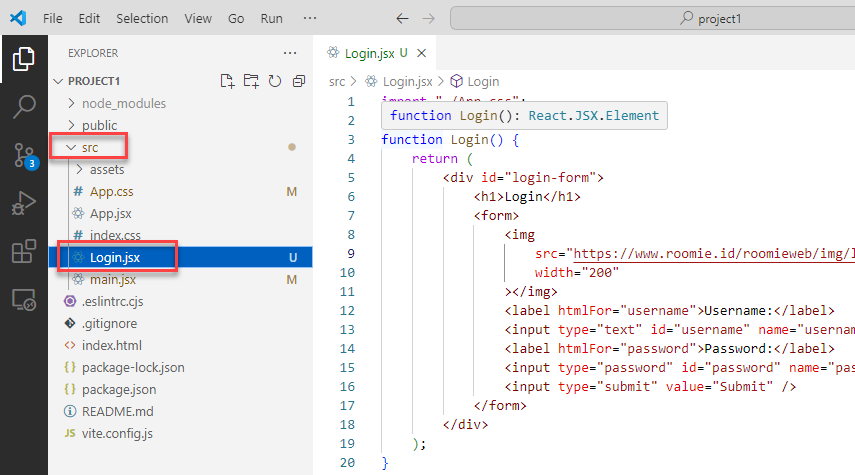 File Edit Selection View Go Run ··· project1
EXPLORER ···
PROJECT1
node_modules
public
src
assets
# App.css M
App.jsx
# index.css
Login.jsx U
main.jsx M
.eslintrc.cjs
.gitignore
<> index.html
{} package-lock.json
{} package.json
README.md
JS vite.config.js
3
Login.jsx U
src > Login.jsx > Login
1 import "./App.css";
function Login(): React.JSX.Element
2
3 function Login() {
4 return (
5 <div id="login-form">
6 <h1>Login</h1>
7 <form>
8 <img
9 src="https://www.roomie.id/roomieweb/img/
10 width="200"
11 ></img>
12 <label htmlFor="username">Username:</label>
13 <input type="text" id="username" name="usernam
14 <label htmlFor="password">Password:</label>
15 <input type="password" id="password" name="pas
16 <input type="submit" value="Submit" />
17 </form>
18 </div>
19 );
20 }